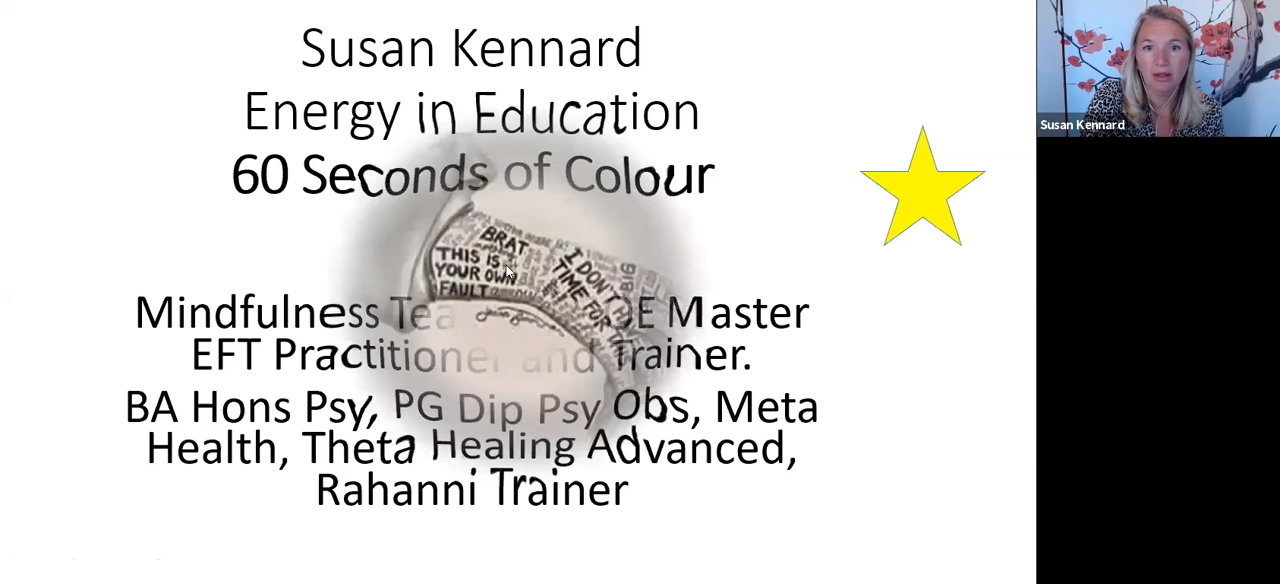 Susan Kennard
Energy in Education
60 Seconds of Colour
BRAT
THIS IS
YOUR OWN
FAULT
I DON'T
TIME FOR
BIG
Mindfulness Master
EFT Practitioner and Trainer.
BA Hons Psy, PG Dip Psy Obs, Meta
Health, Theta Healing Advanced,
Rahanni Trainer
Susan Kennard